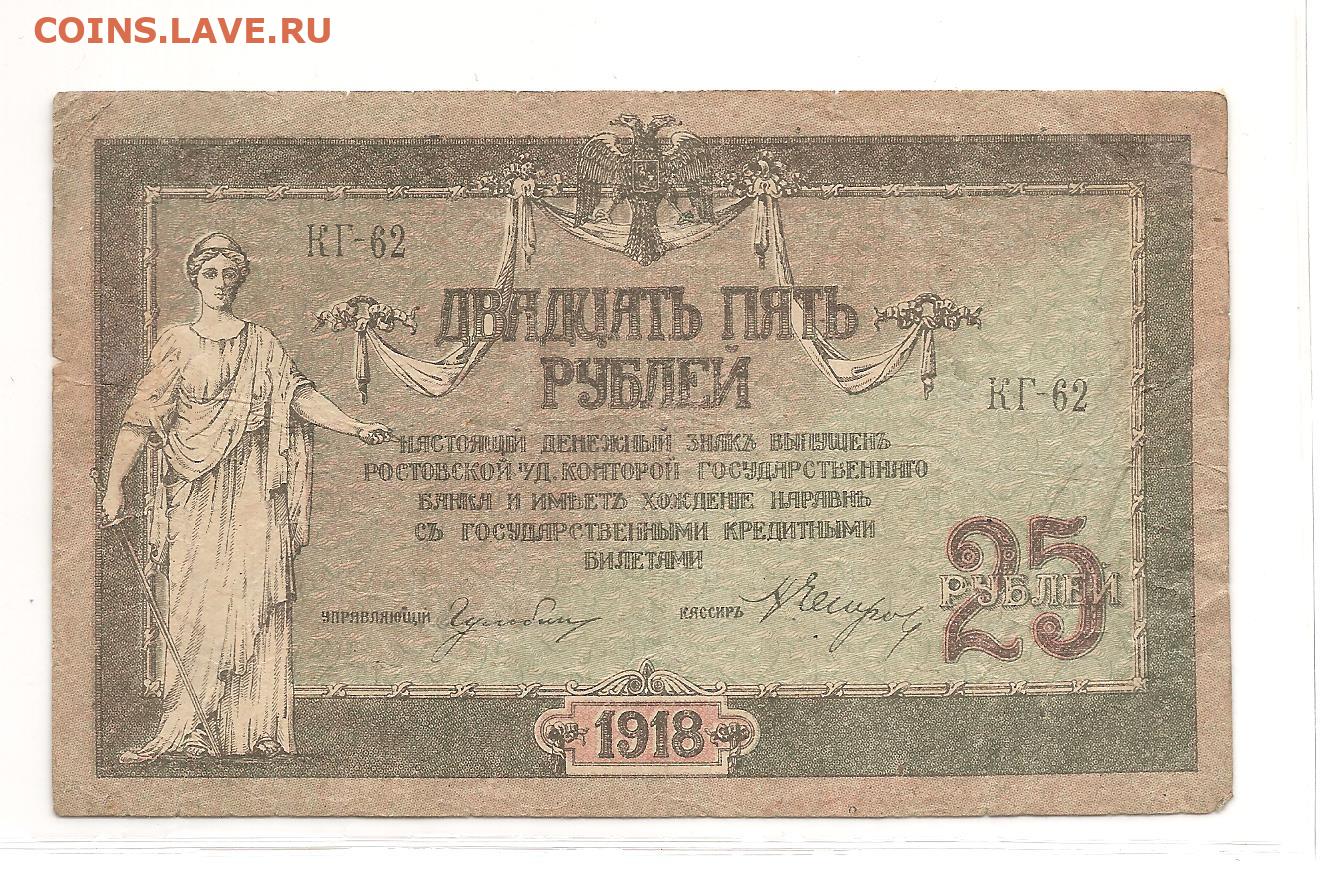 COINS.LAVE.RU
КГ-62
ДВАДЦАТЬ ПЯТЬ
РУБЛЕЙ
КГ-62
НАСТОЯЩІЙ ДЕНЕЖНЫЙ ЗНАКЪ ВЫПУЩЕНЪ
РОСТОВСКОЙ Н/Д. КОНТОРОЙ ГОСУДАРСТВЕННАГО
БАНКА И ИМѢЕТЪ ХОЖДЕНІЕ НАРАВНѢ
СЪ ГОСУДАРСТВЕННЫМИ КРЕДИТНЫМИ
БИЛЕТАМИ
25
РУБЛЕЙ
УПРАВЛЯЮЩІЙ
КАССИРЪ
1918